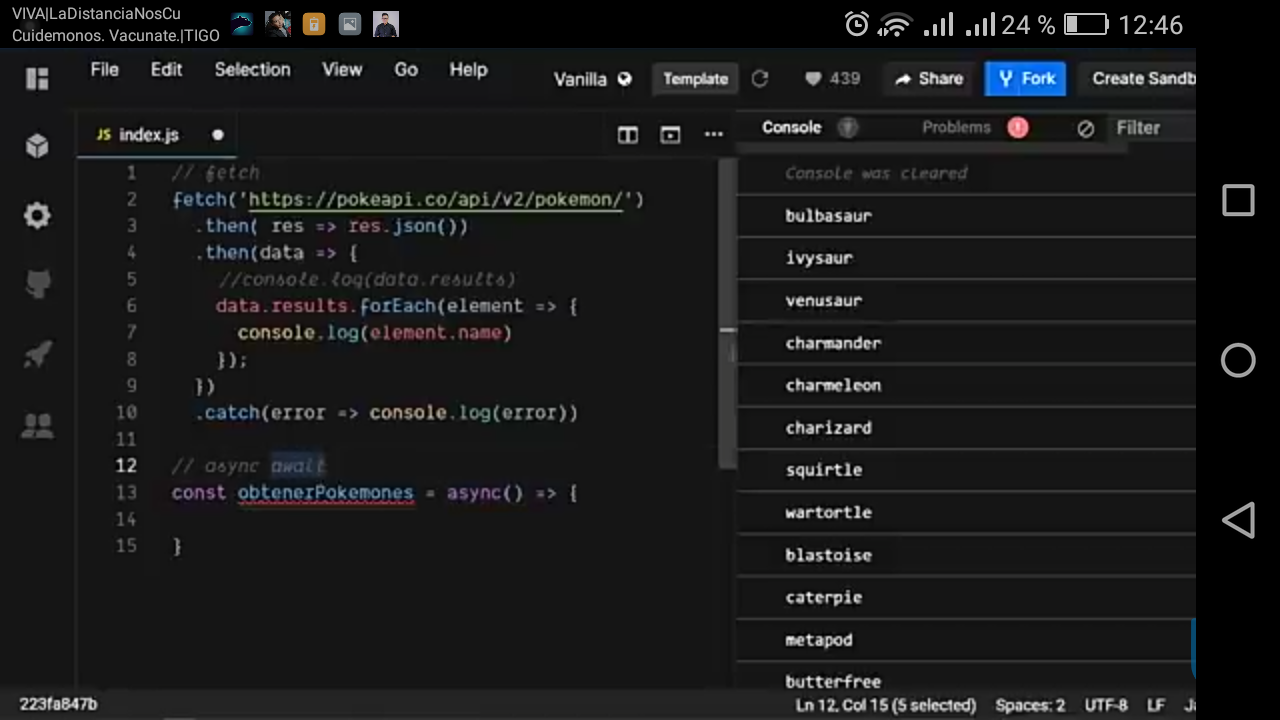 VIVA|LaDistanciaNosCu
Cuidemonos. Vacunate.|TIGO
24 % 12:46
File Edit Selection View Go Help
Vanilla Template 439 Share Fork Create Sandb
JS index.js
Console Problems Filter
1 // fetch
2 fetch('https://pokeapi.co/api/v2/pokemon/')
3 .then( res => res.json())
4 .then(data => {
5 //console.log(data.results)
6 data.results.forEach(element => {
7 console.log(element.name)
8 });
9 })
10 .catch(error => console.log(error))
11
12 // async await
13 const obtenerPokemones = async() => {
14
15 }
Console was cleared
bulbasaur
ivysaur
venusaur
charmander
charmeleon
charizard
squirtle
wartortle
blastoise
caterpie
metapod
butterfree
223fa847b
Ln 12, Col 15 (5 selected) Spaces: 2 UTF-8 LF